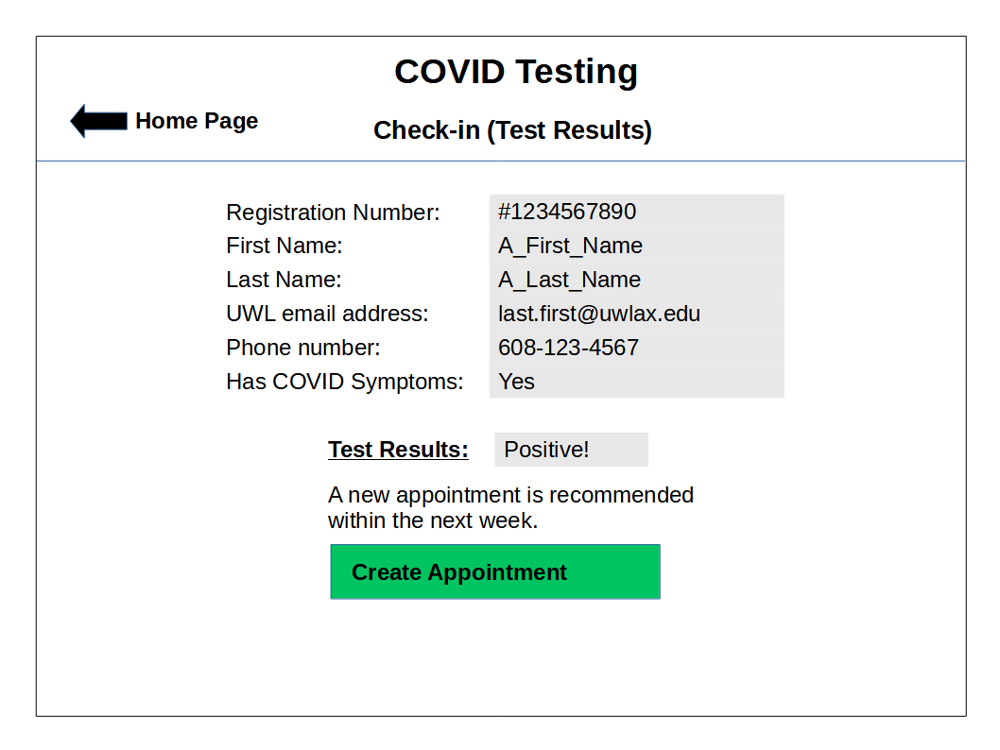 COVID Testing
Home Page
Check-in (Test Results)
Registration Number: #1234567890
First Name: A_First_Name
Last Name: A_Last_Name
UWL email address: last.first@uwlax.edu
Phone number: 608-123-4567
Has COVID Symptoms: Yes
Test Results: Positive!
A new appointment is recommended
within the next week.
Create Appointment